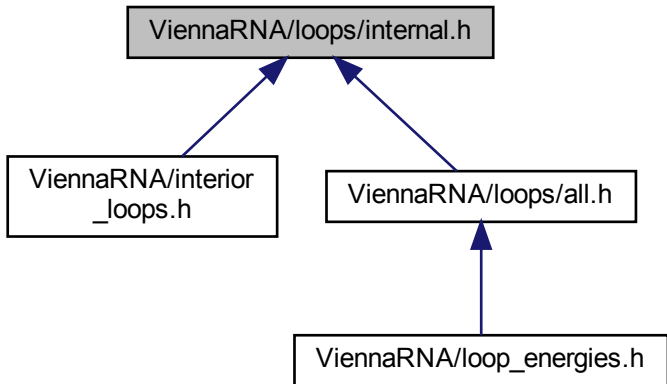 ViennaRNA/loops/internal.h
ViennaRNA/interior
_loops.h
ViennaRNA/loops/all.h
ViennaRNA/loop_energies.h